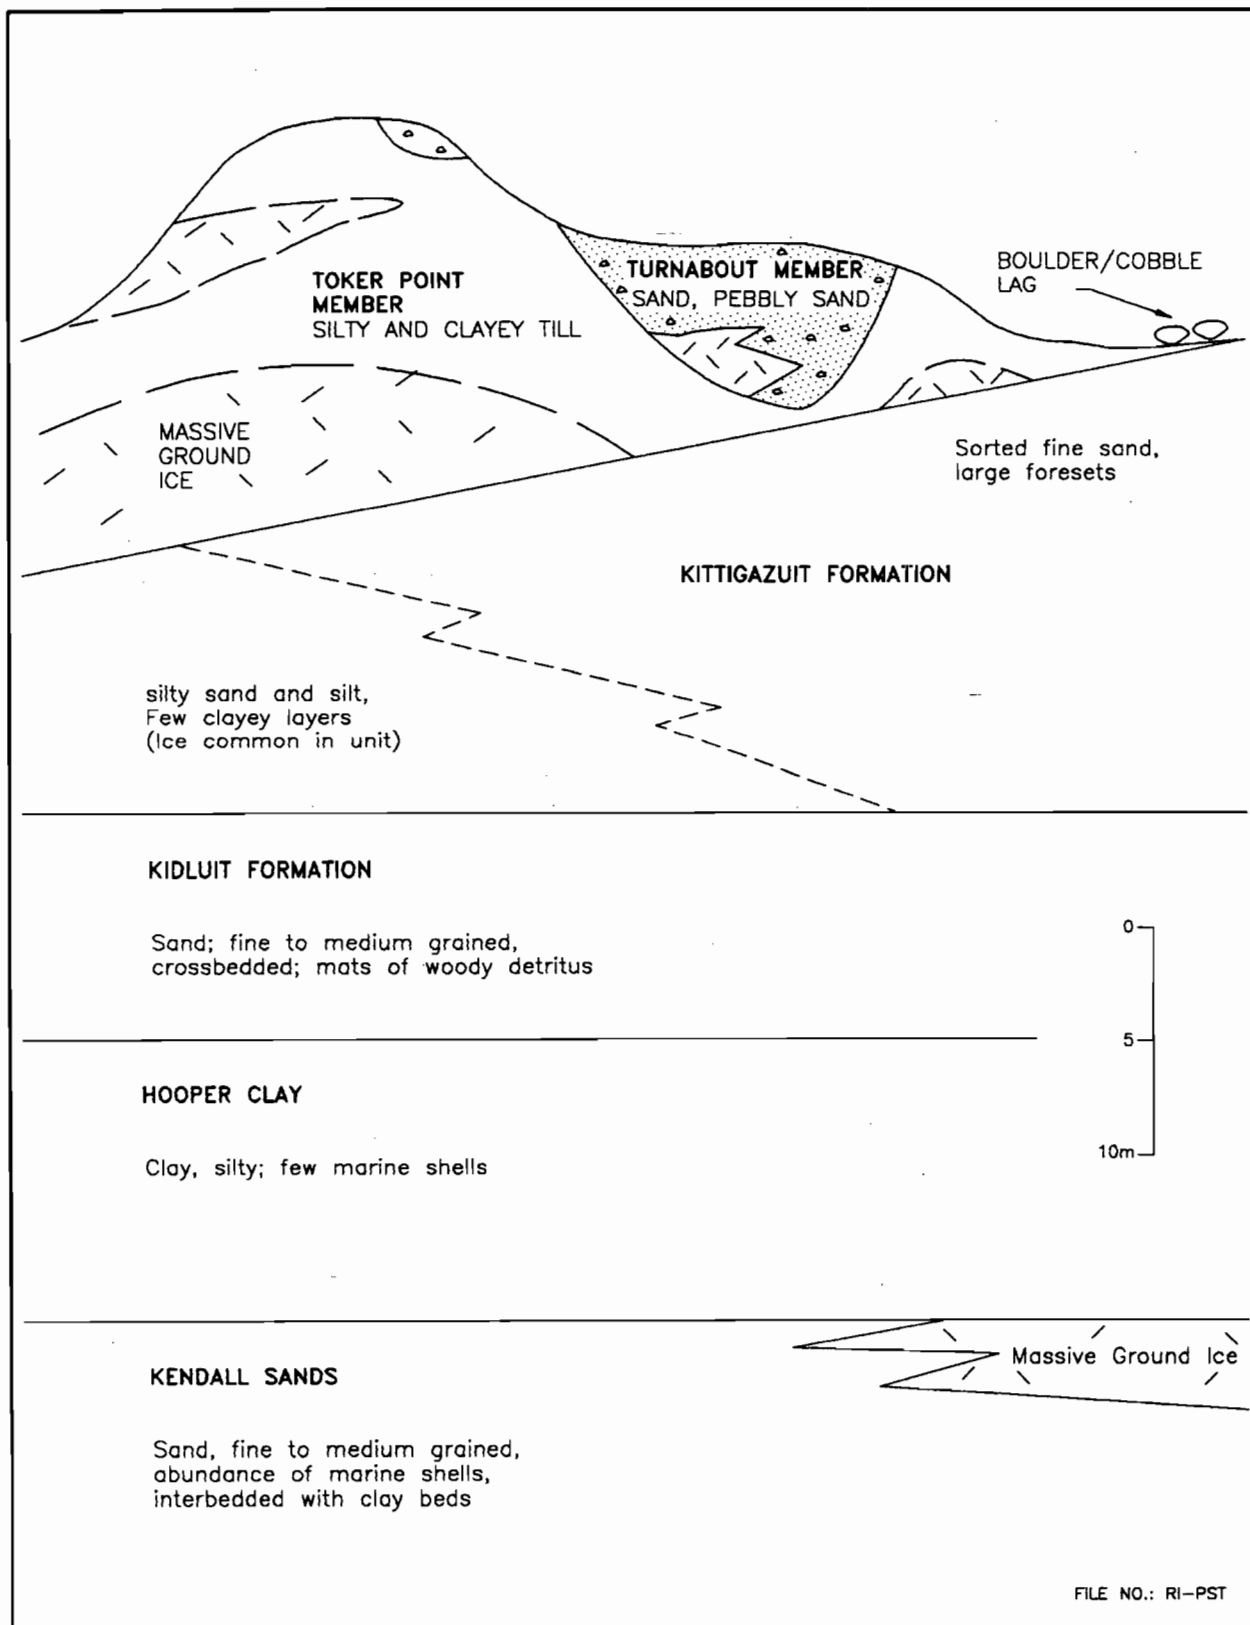 BOULDER/COBBLE
LAG
TURNABOUT MEMBER
SAND, PEBBLY SAND
TOKER POINT
MEMBER
SILTY AND CLAYEY TILL
MASSIVE
GROUND
ICE
Sorted fine sand,
large foresets
KITTIGAZUIT FORMATION
silty sand and silt,
Few clayey layers
(Ice common in unit)
KIDLUIT FORMATION
Sand; fine to medium grained,
crossbedded; mats of woody detritus
0
5
10m
HOOPER CLAY
Clay, silty; few marine shells
Massive Ground Ice
KENDALL SANDS
Sand, fine to medium grained,
abundance of marine shells,
interbedded with clay beds
FILE NO.: RI-PST